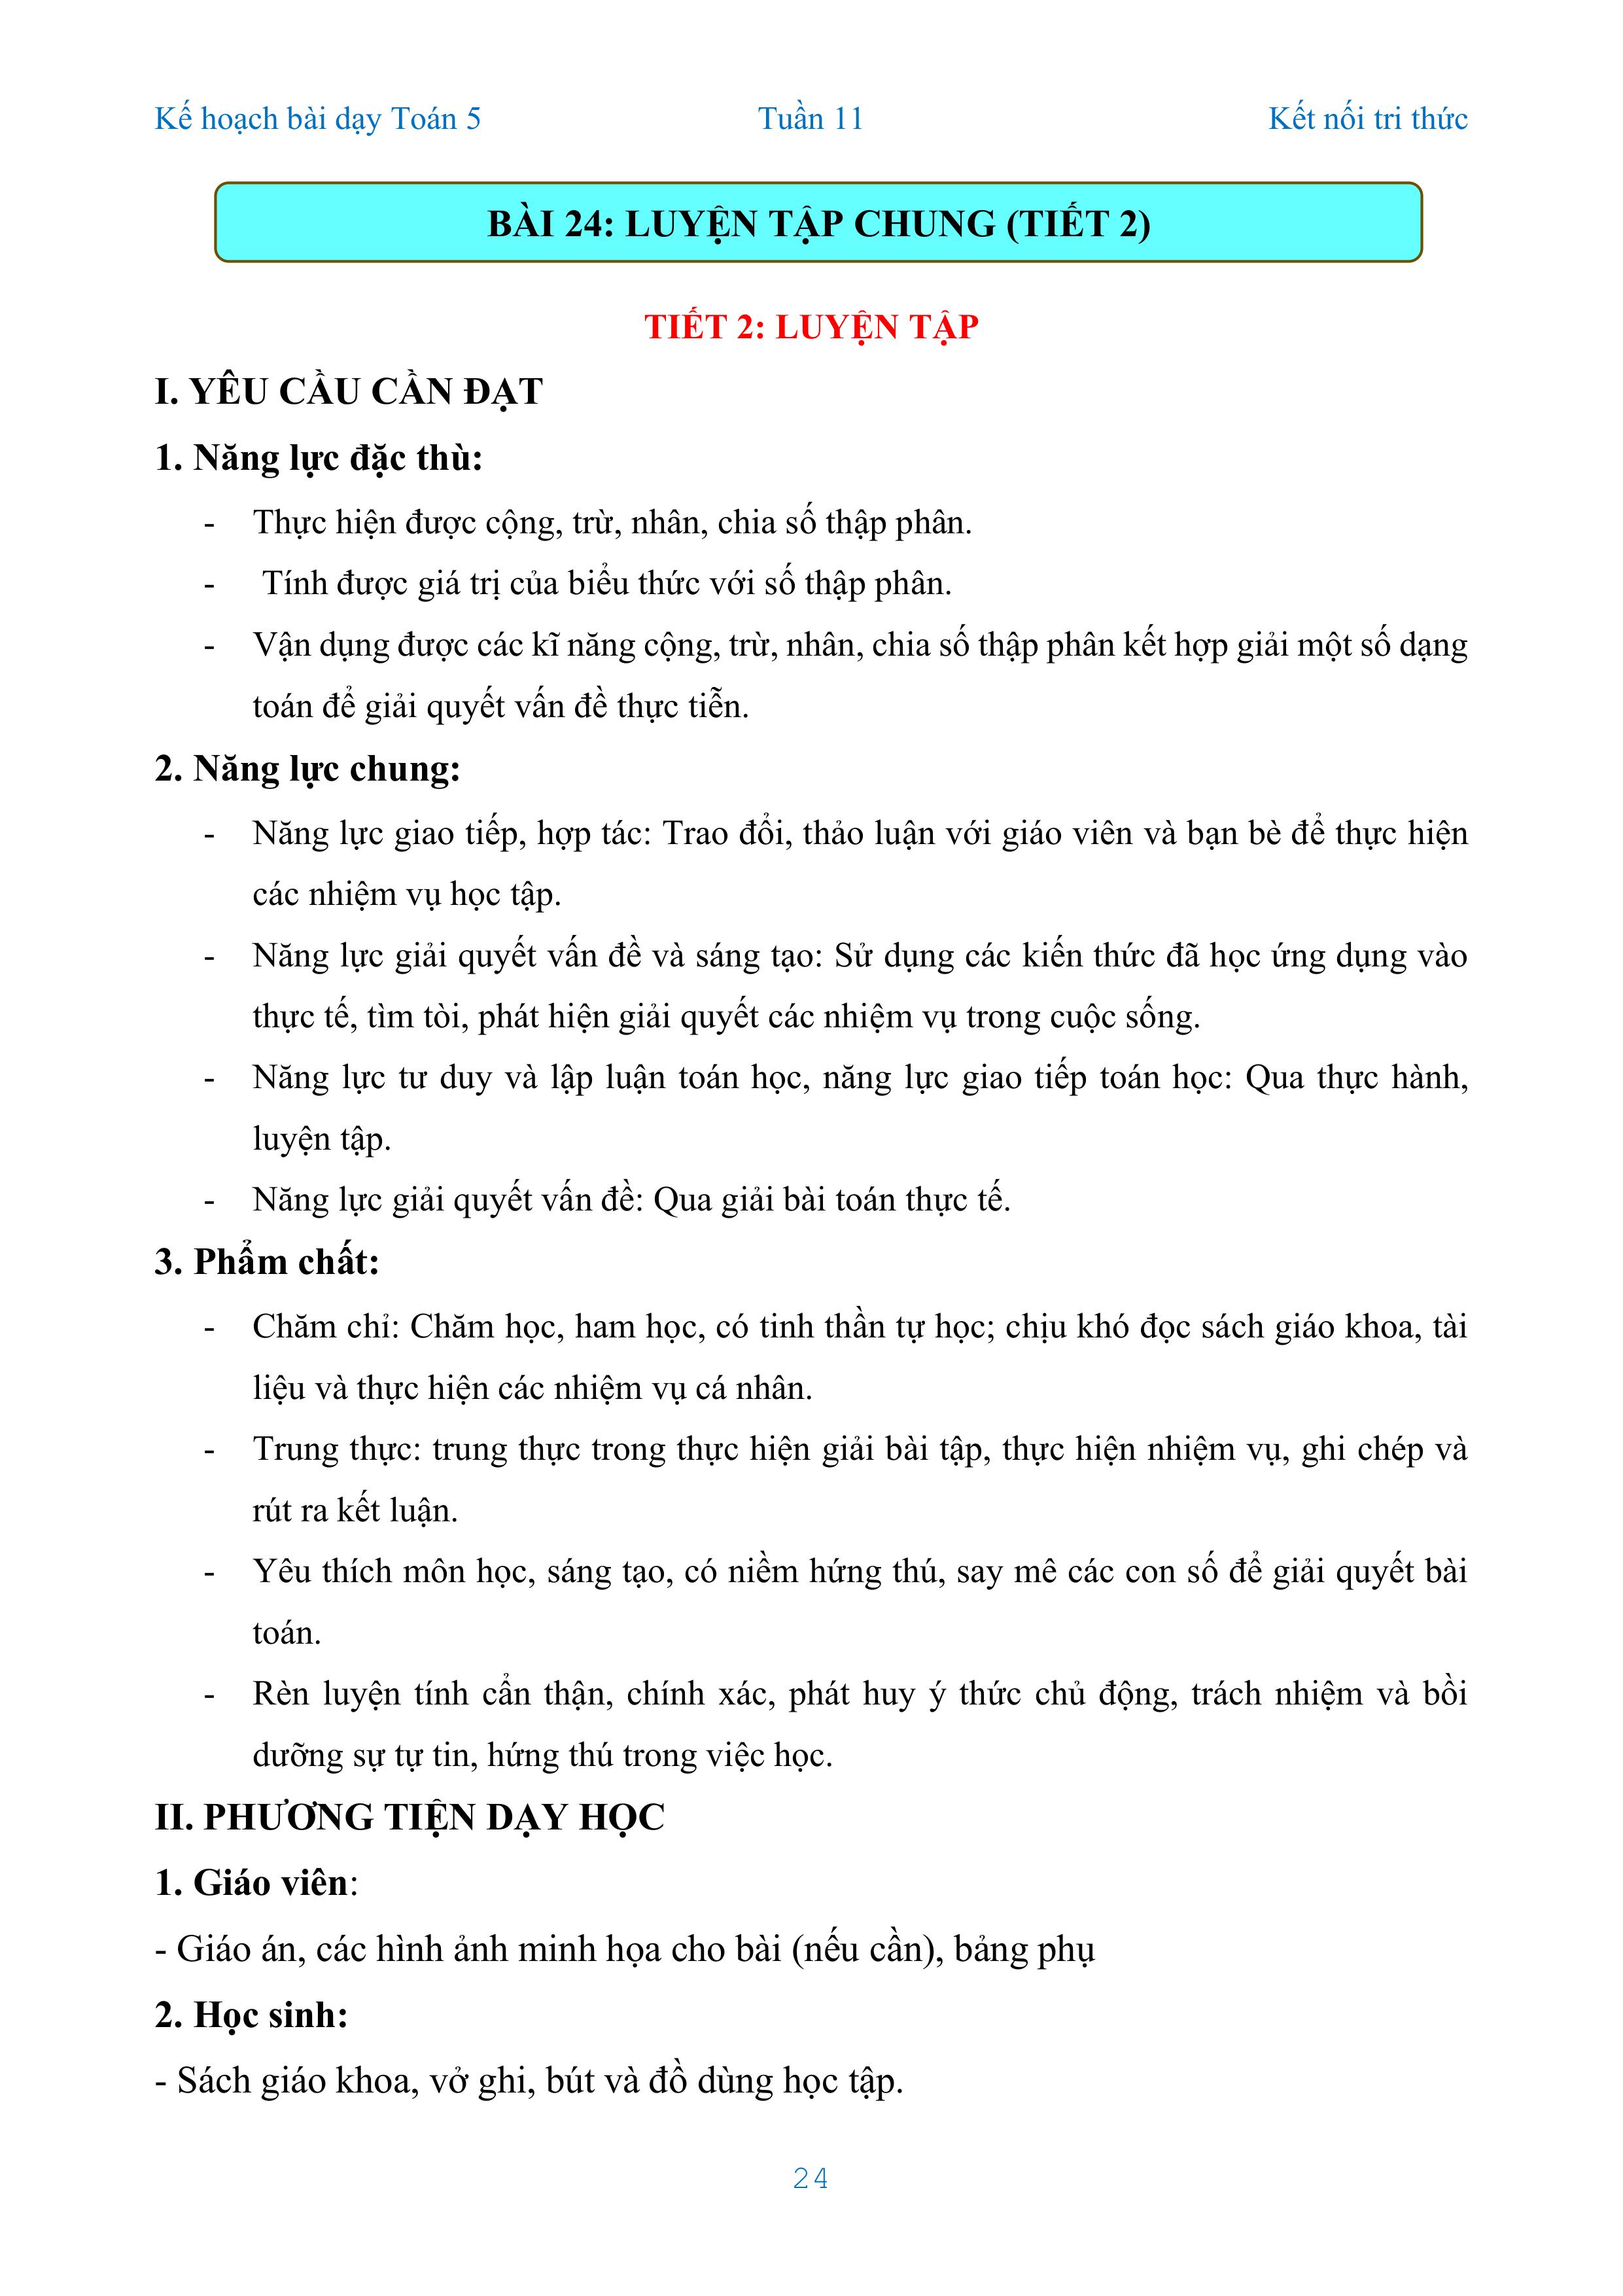 Kế hoạch bài dạy Toán 5 Tuần 11 Kết nối tri thức
BÀI 24: LUYỆN TẬP CHUNG (TIẾT 2)
TIẾT 2: LUYỆN TẬP
I. YÊU CẦU CẦN ĐẠT
1. Năng lực đặc thù:
- Thực hiện được cộng, trừ, nhân, chia số thập phân.
- Tính được giá trị của biểu thức với số thập phân.
- Vận dụng được các kĩ năng cộng, trừ, nhân, chia số thập phân kết hợp giải một số dạng
toán để giải quyết vấn đề thực tiễn.
2. Năng lực chung:
- Năng lực giao tiếp, hợp tác: Trao đổi, thảo luận với giáo viên và bạn bè để thực hiện
các nhiệm vụ học tập.
- Năng lực giải quyết vấn đề và sáng tạo: Sử dụng các kiến thức đã học ứng dụng vào
thực tế, tìm tòi, phát hiện giải quyết các nhiệm vụ trong cuộc sống.
- Năng lực tư duy và lập luận toán học, năng lực giao tiếp toán học: Qua thực hành,
luyện tập.
- Năng lực giải quyết vấn đề: Qua giải bài toán thực tế.
3. Phẩm chất:
- Chăm chỉ: Chăm học, ham học, có tinh thần tự học; chịu khó đọc sách giáo khoa, tài
liệu và thực hiện các nhiệm vụ cá nhân.
- Trung thực: trung thực trong thực hiện giải bài tập, thực hiện nhiệm vụ, ghi chép và
rút ra kết luận.
- Yêu thích môn học, sáng tạo, có niềm hứng thú, say mê các con số để giải quyết bài
toán.
- Rèn luyện tính cẩn thận, chính xác, phát huy ý thức chủ động, trách nhiệm và bồi
dưỡng sự tự tin, hứng thú trong việc học.
II. PHƯƠNG TIỆN DẠY HỌC
1. Giáo viên:
- Giáo án, các hình ảnh minh họa cho bài (nếu cần), bảng phụ
2. Học sinh:
- Sách giáo khoa, vở ghi, bút và đồ dùng học tập.
24